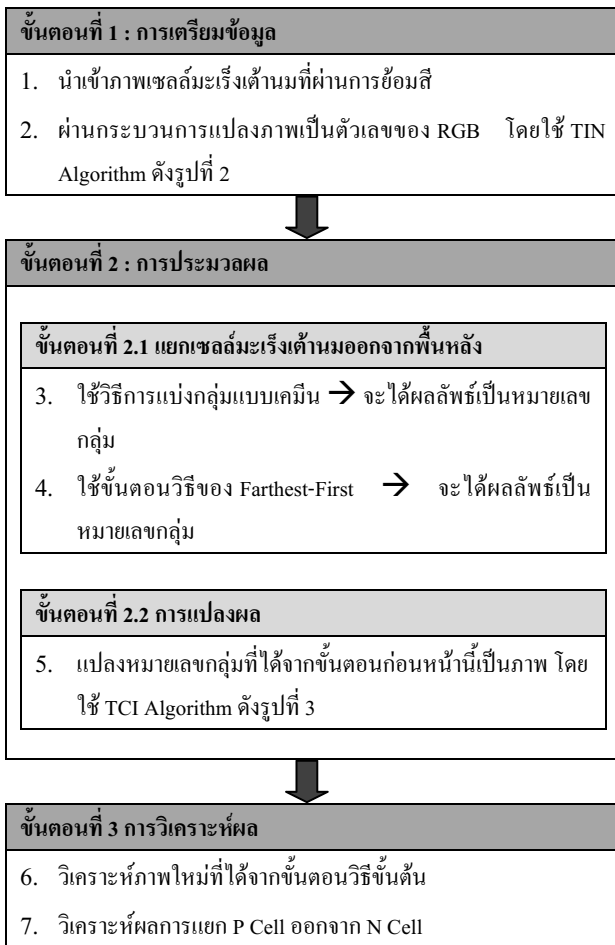 ขั้นตอนที่ 1 : การเตรียมข้อมูล
1. นำเข้าภาพเซลล์มะเร็งเต้านมที่ผ่านการย้อมสี
2. ผ่านกระบวนการแปลงภาพเป็นตัวเลขของ RGB โดยใช้ TIN
Algorithm ดังรูปที่ 2
ขั้นตอนที่ 2 : การประมวลผล
ขั้นตอนที่ 2.1 แยกเซลล์มะเร็งเต้านมออกจากพื้นหลัง
3. ใช้วิธีการแบ่งกลุ่มแบบเคมีน → จะได้ผลลัพธ์เป็นหมายเลข
กลุ่ม
4. ใช้ขั้นตอนวิธีของ Farthest-First → จะได้ผลลัพธ์เป็น
หมายเลขกลุ่ม
ขั้นตอนที่ 2.2 การแปลงผล
5. แปลงหมายเลขกลุ่มที่ได้จากขั้นตอนก่อนหน้านี้เป็นภาพ โดย
ใช้ TCI Algorithm ดังรูปที่ 3
ขั้นตอนที่ 3 การวิเคราะห์ผล
6. วิเคราะห์ภาพใหม่ที่ได้จากขั้นตอนวิธีขั้นต้น
7. วิเคราะห์ผลการแยก P Cell ออกจาก N Cell